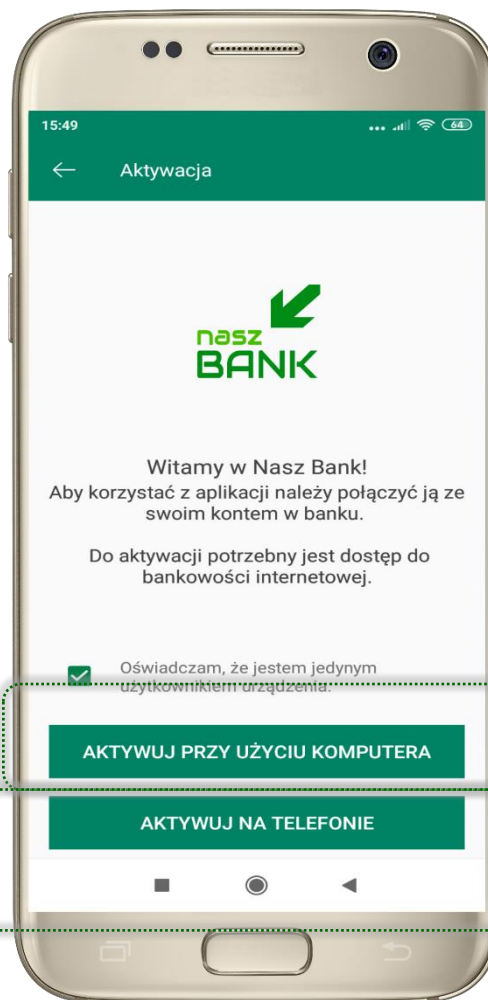 15:49
64
Aktywacja
nasz
BANK
Witamy w Nasz Bank!
Aby korzystać z aplikacji należy połączyć ją ze
swoim kontem w banku.
Do aktywacji potrzebny jest dostęp do
bankowości internetowej.
Oświadczam, że jestem jedynym
użytkownikiem urządzenia.
AKTYWUJ PRZY UŻYCIU KOMPUTERA
AKTYWUJ NA TELEFONIE